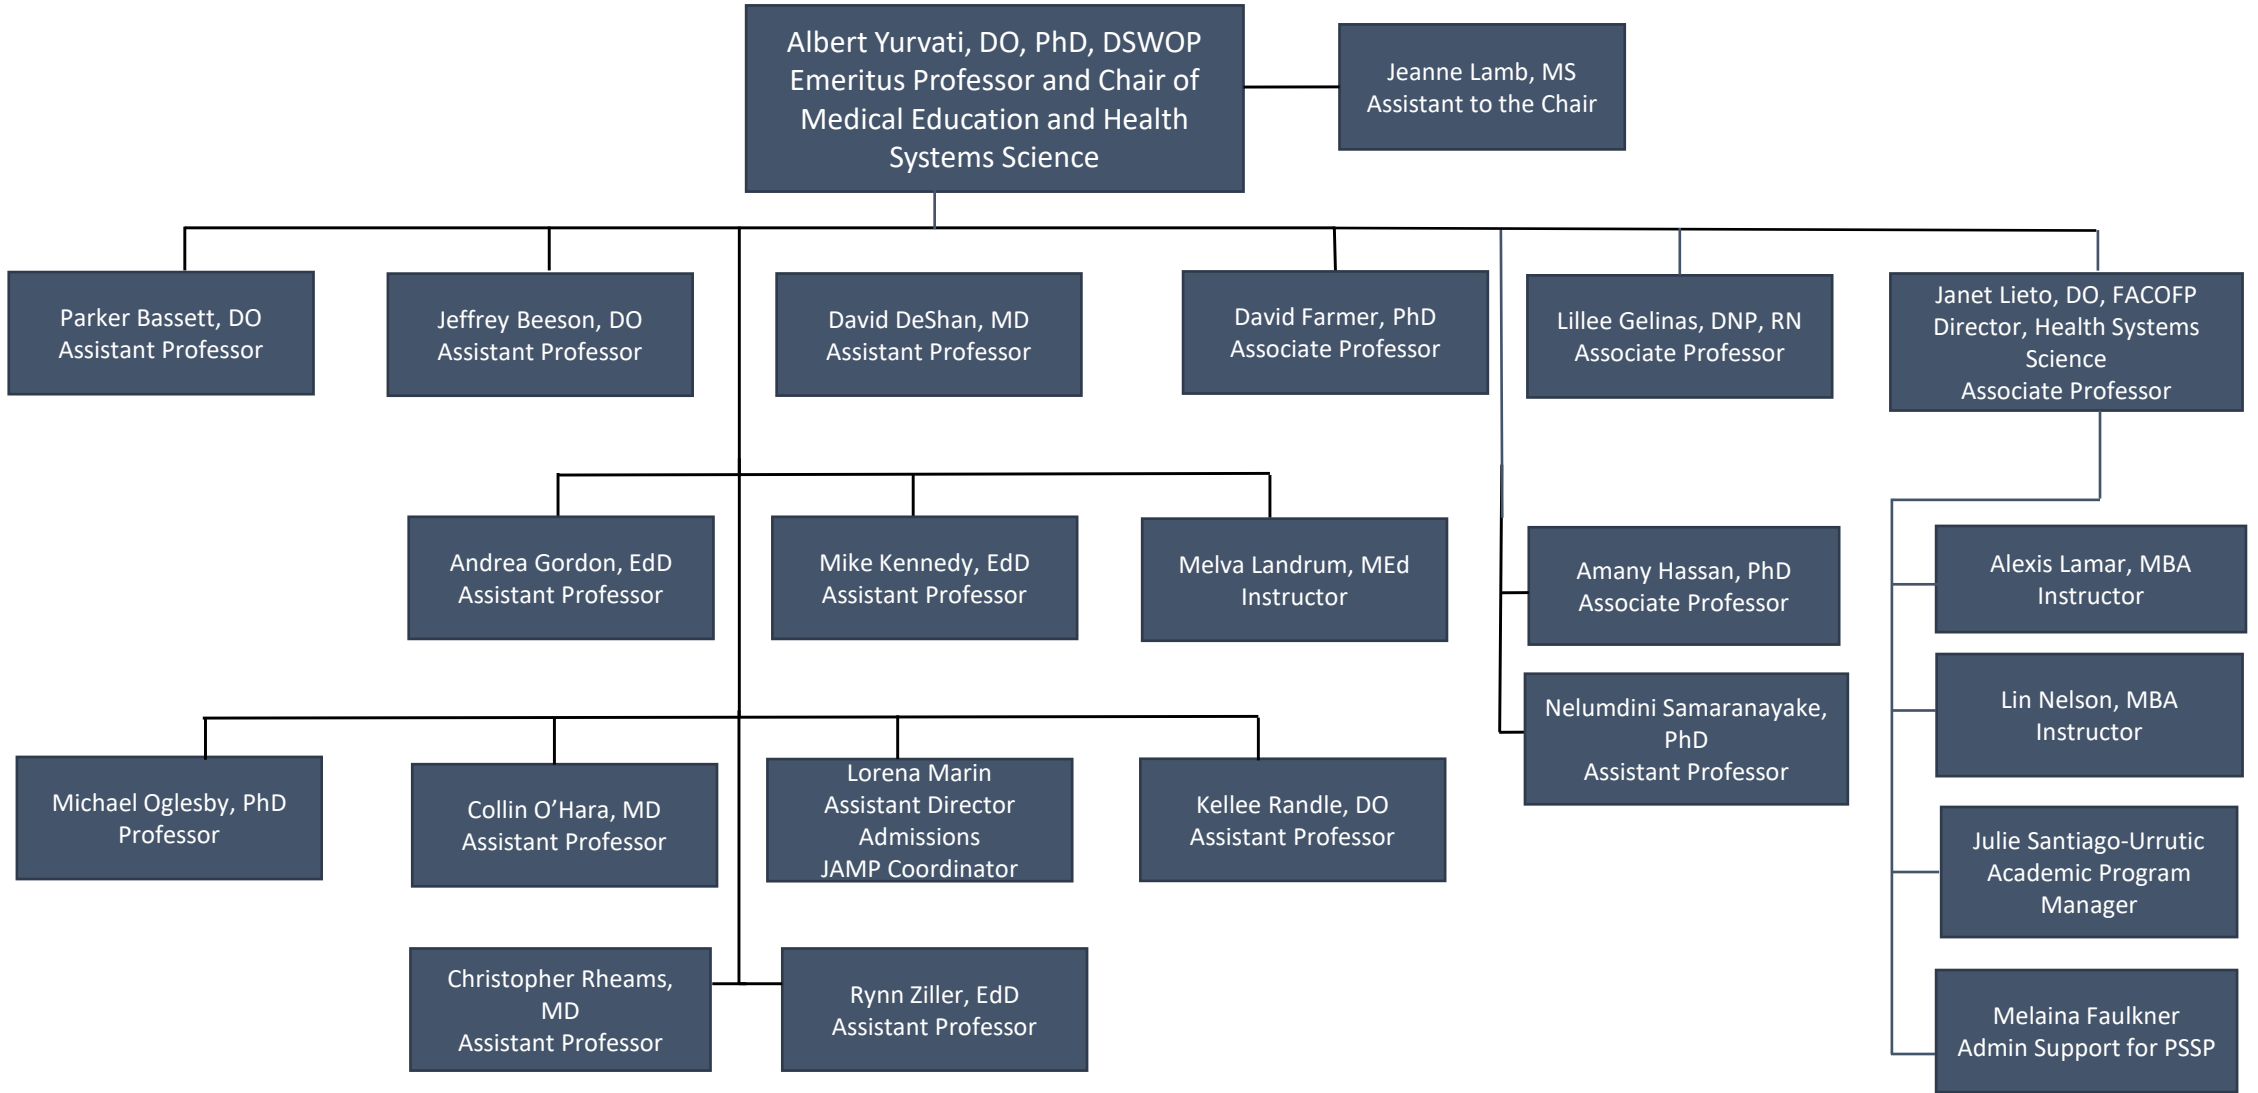 Albert Yurvati, DO, PhD, DSWOP
Emeritus Professor and Chair of
Medical Education and Health
Systems Science
Jeanne Lamb, MS
Assistant to the Chair
Parker Bassett, DO
Assistant Professor
Jeffrey Beeson, DO
Assistant Professor
David DeShan, MD
Assistant Professor
David Farmer, PhD
Associate Professor
Lillee Gelinas, DNP, RN
Associate Professor
Janet Lieto, DO, FACOFP
Director, Health Systems
Science
Associate Professor
Andrea Gordon, EdD
Assistant Professor
Mike Kennedy, EdD
Assistant Professor
Melva Landrum, MEd
Instructor
Amany Hassan, PhD
Associate Professor
Alexis Lamar, MBA
Instructor
Nelumdini Samaranayake,
PhD
Assistant Professor
Lin Nelson, MBA
Instructor
Michael Oglesby, PhD
Professor
Collin O’Hara, MD
Assistant Professor
Lorena Marin
Assistant Director
Admissions
JAMP Coordinator
Kellee Randle, DO
Assistant Professor
Julie Santiago-Urrutic
Academic Program
Manager
Christopher Rheams,
MD
Assistant Professor
Rynn Ziller, EdD
Assistant Professor
Melaina Faulkner
Admin Support for PSSP